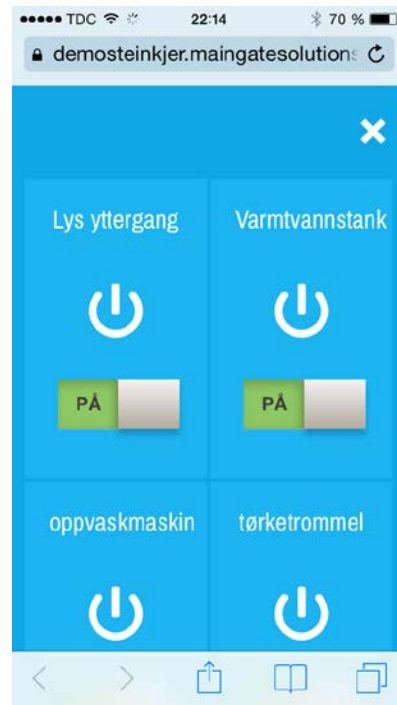 TDC 22:14 70 %
demosteinkjer.maingatesolutions
Lys yttergang
Varmtvannstank
PÅ
PÅ
oppvaskmaskin
tørketrommel